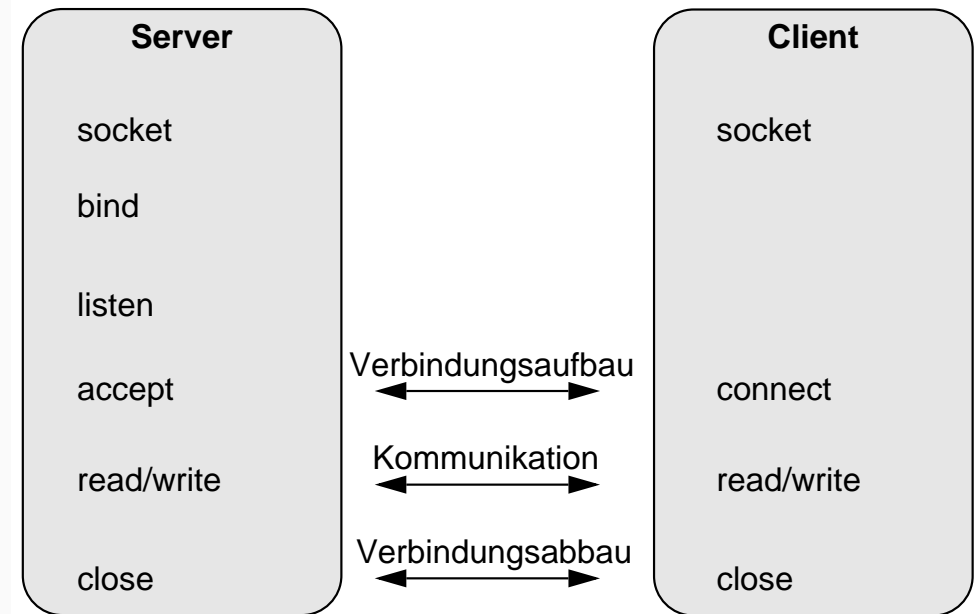 Server
Client
socket
socket
bind
listen
Verbindungsaufbau
accept
connect
Kommunikation
read/write
read/write
Verbindungsabbau
close
close